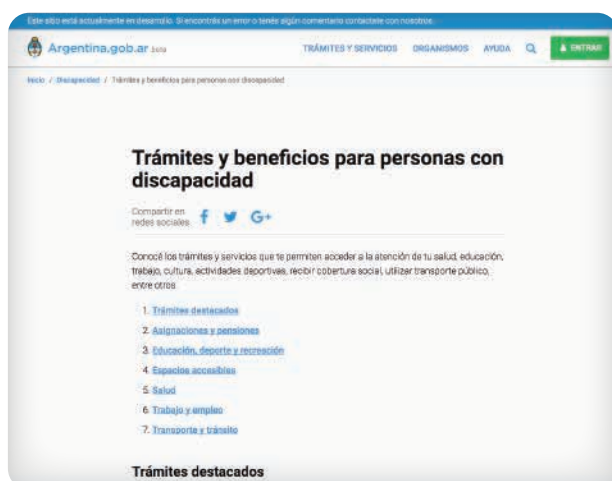 Este sitio está actualmente en desarrollo. Si encontrás un error o tenés algún comentario contactate con nosotros.
Argentina.gob.ar beta
TRÁMITES Y SERVICIOS ORGANISMOS AYUDA ENTRAR
Inicio / Discapacidad / Trámites y beneficios para personas con discapacidad
Trámites y beneficios para personas con
discapacidad
Compartir en
redes sociales
f G+
Conocé los trámites y servicios que te permiten acceder a la atención de tu salud, educación,
trabajo, cultura, actividades deportivas, recibir cobertura social, utilizar transporte público,
entre otros.
1. Trámites destacados
2. Asignaciones y pensiones
3. Educación, deporte y recreación
4. Espacios accesibles
5. Salud
6. Trabajo y empleo
7. Transporte y tránsito
Trámites destacados